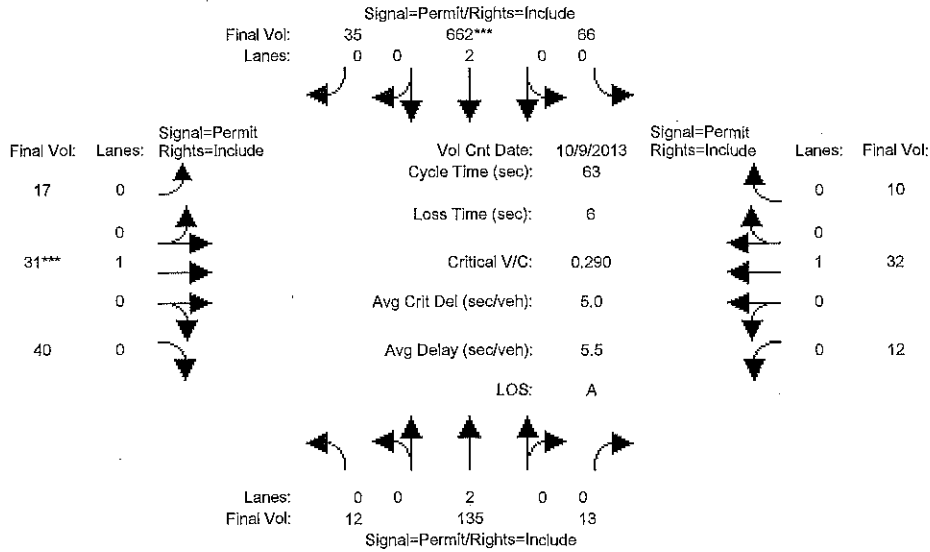 Signal=Permit/Rights=Include
Final Vol: 35 662*** 66
Lanes: 0 0 2 0 0
Signal=Permit
Rights=Include
Final Vol: Lanes:
Vol Cnt Date: 10/9/2013
Signal=Permit
Rights=Include
Lanes: Final Vol:
Cycle Time (sec): 63
17 0
0 10
Loss Time (sec): 6
0
0
31*** 1
Critical V/C: 0.290
1 32
0
Avg Crit Del (sec/veh): 5.0
0
40 0
Avg Delay (sec/veh): 5.5
0 12
LOS: A
Lanes: 0 0 2 0 0
Final Vol: 12 135 13
Signal=Permit/Rights=Include